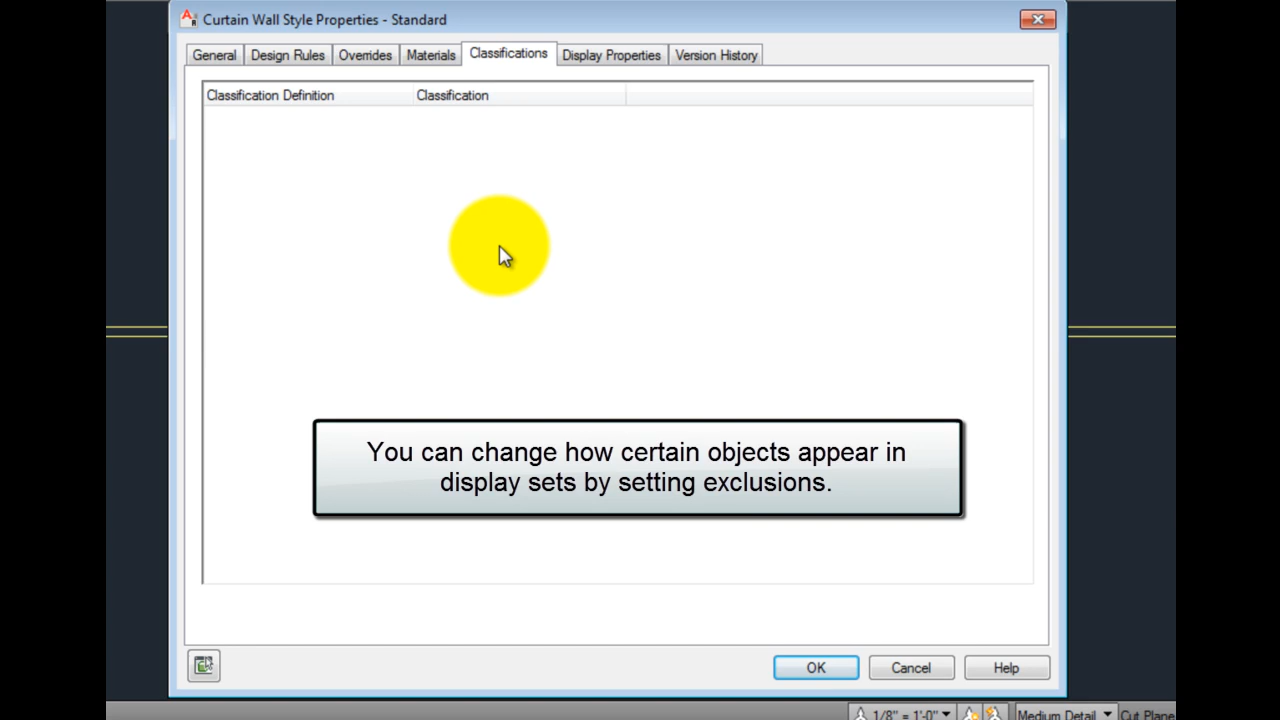 Curtain Wall Style Properties - Standard
General Design Rules Overrides Materials Classifications Display Properties Version History
Classification Definition Classification
You can change how certain objects appear in
display sets by setting exclusions.
OK Cancel Help
1/8" = 1'-0" Medium Detail Cut Plane